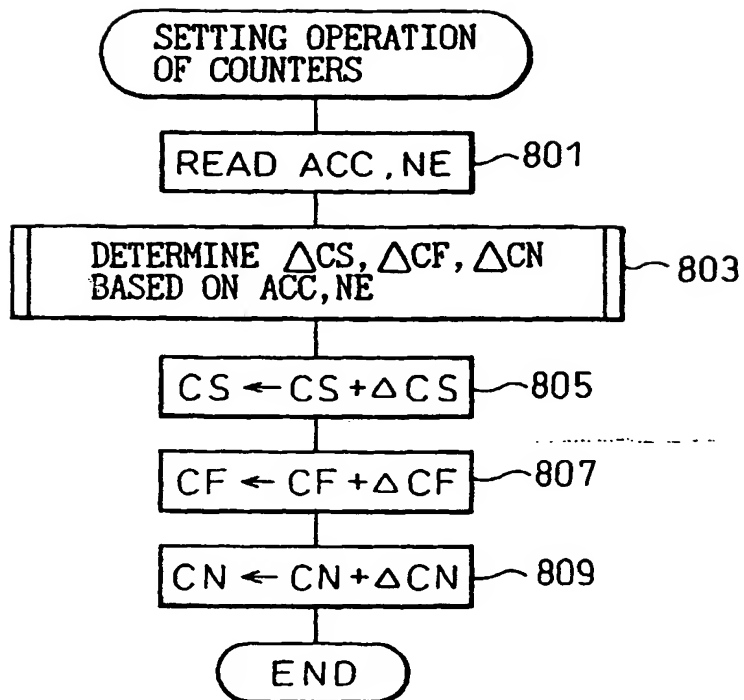 SETTING OPERATION
OF COUNTERS
READ ACC, NE
801
DETERMINE △CS, △CF, △CN
BASED ON ACC, NE
803
CS ← CS + △CS
805
CF ← CF + △CF
807
CN ← CN + △CN
809
END